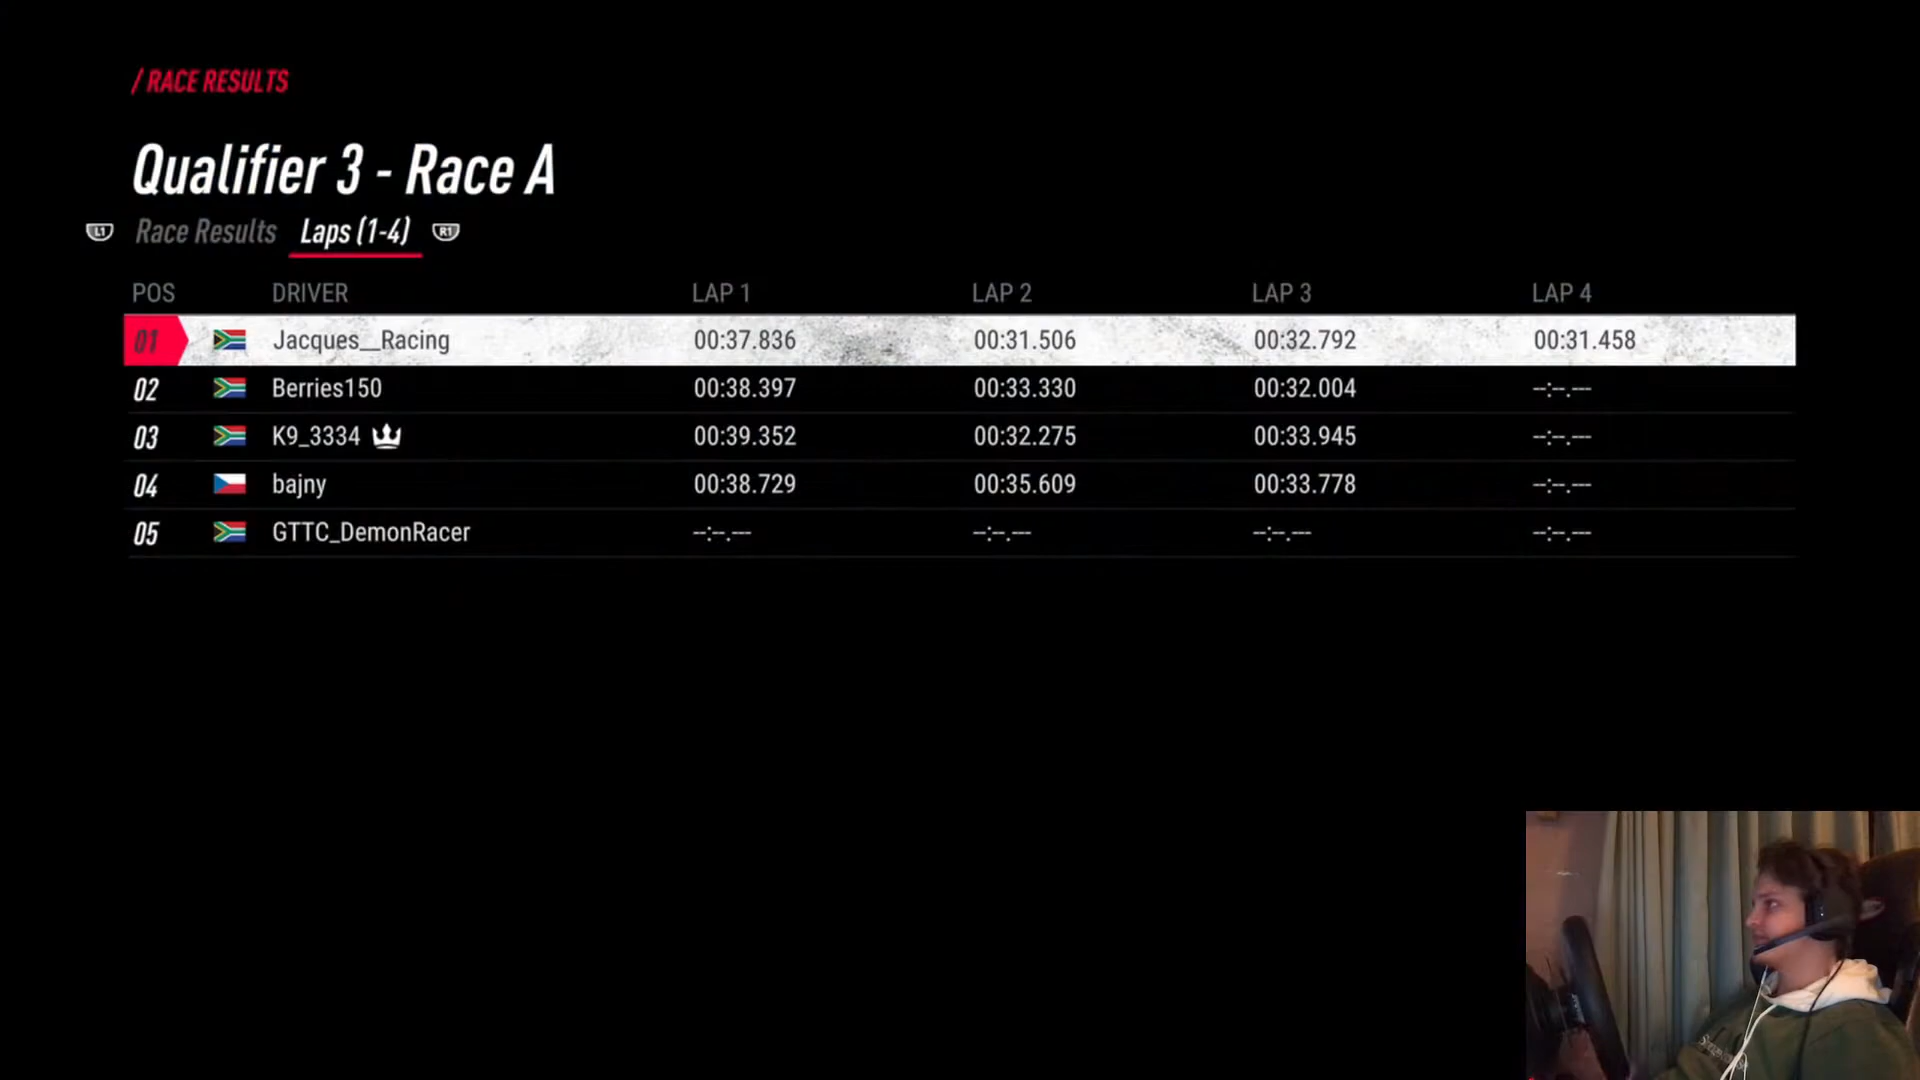 / RACE RESULTS
Qualifier 3 - Race A
L1 Race Results Laps (1-4) R1
POS DRIVER LAP 1 LAP 2 LAP 3 LAP 4
01 Jacques__Racing 00:37.836 00:31.506 00:32.792 00:31.458
02 Berries150 00:38.397 00:33.330 00:32.004 --:--.---
03 K9_3334 00:39.352 00:32.275 00:33.945 --:--.---
04 bajny 00:38.729 00:35.609 00:33.778 --:--.---
05 GTTC_DemonRacer --:--.--- --:--.--- --:--.--- --:--.---